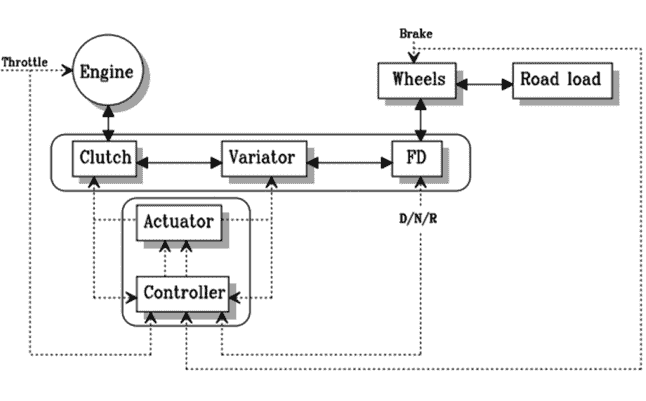 Brake
Throttle
Engine
Wheels
Road load
Clutch
Variator
FD
Actuator
D/N/R
Controller